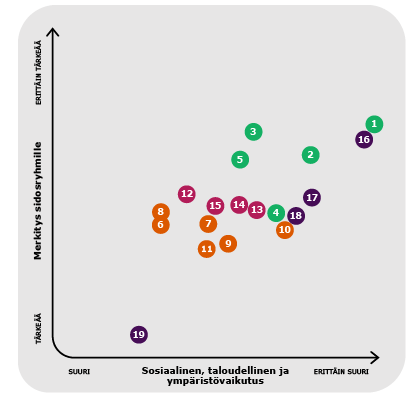 ERITTÄIN TÄRKEÄÄ
Merkitys sidosryhmille
TÄRKEÄÄ
1
16
3
5
2
12
17
15
14
13
4
18
8
6
7
10
9
11
19
SUURI
Sosiaalinen, taloudellinen ja
ympäristövaikutus
ERITTÄIN SUURI